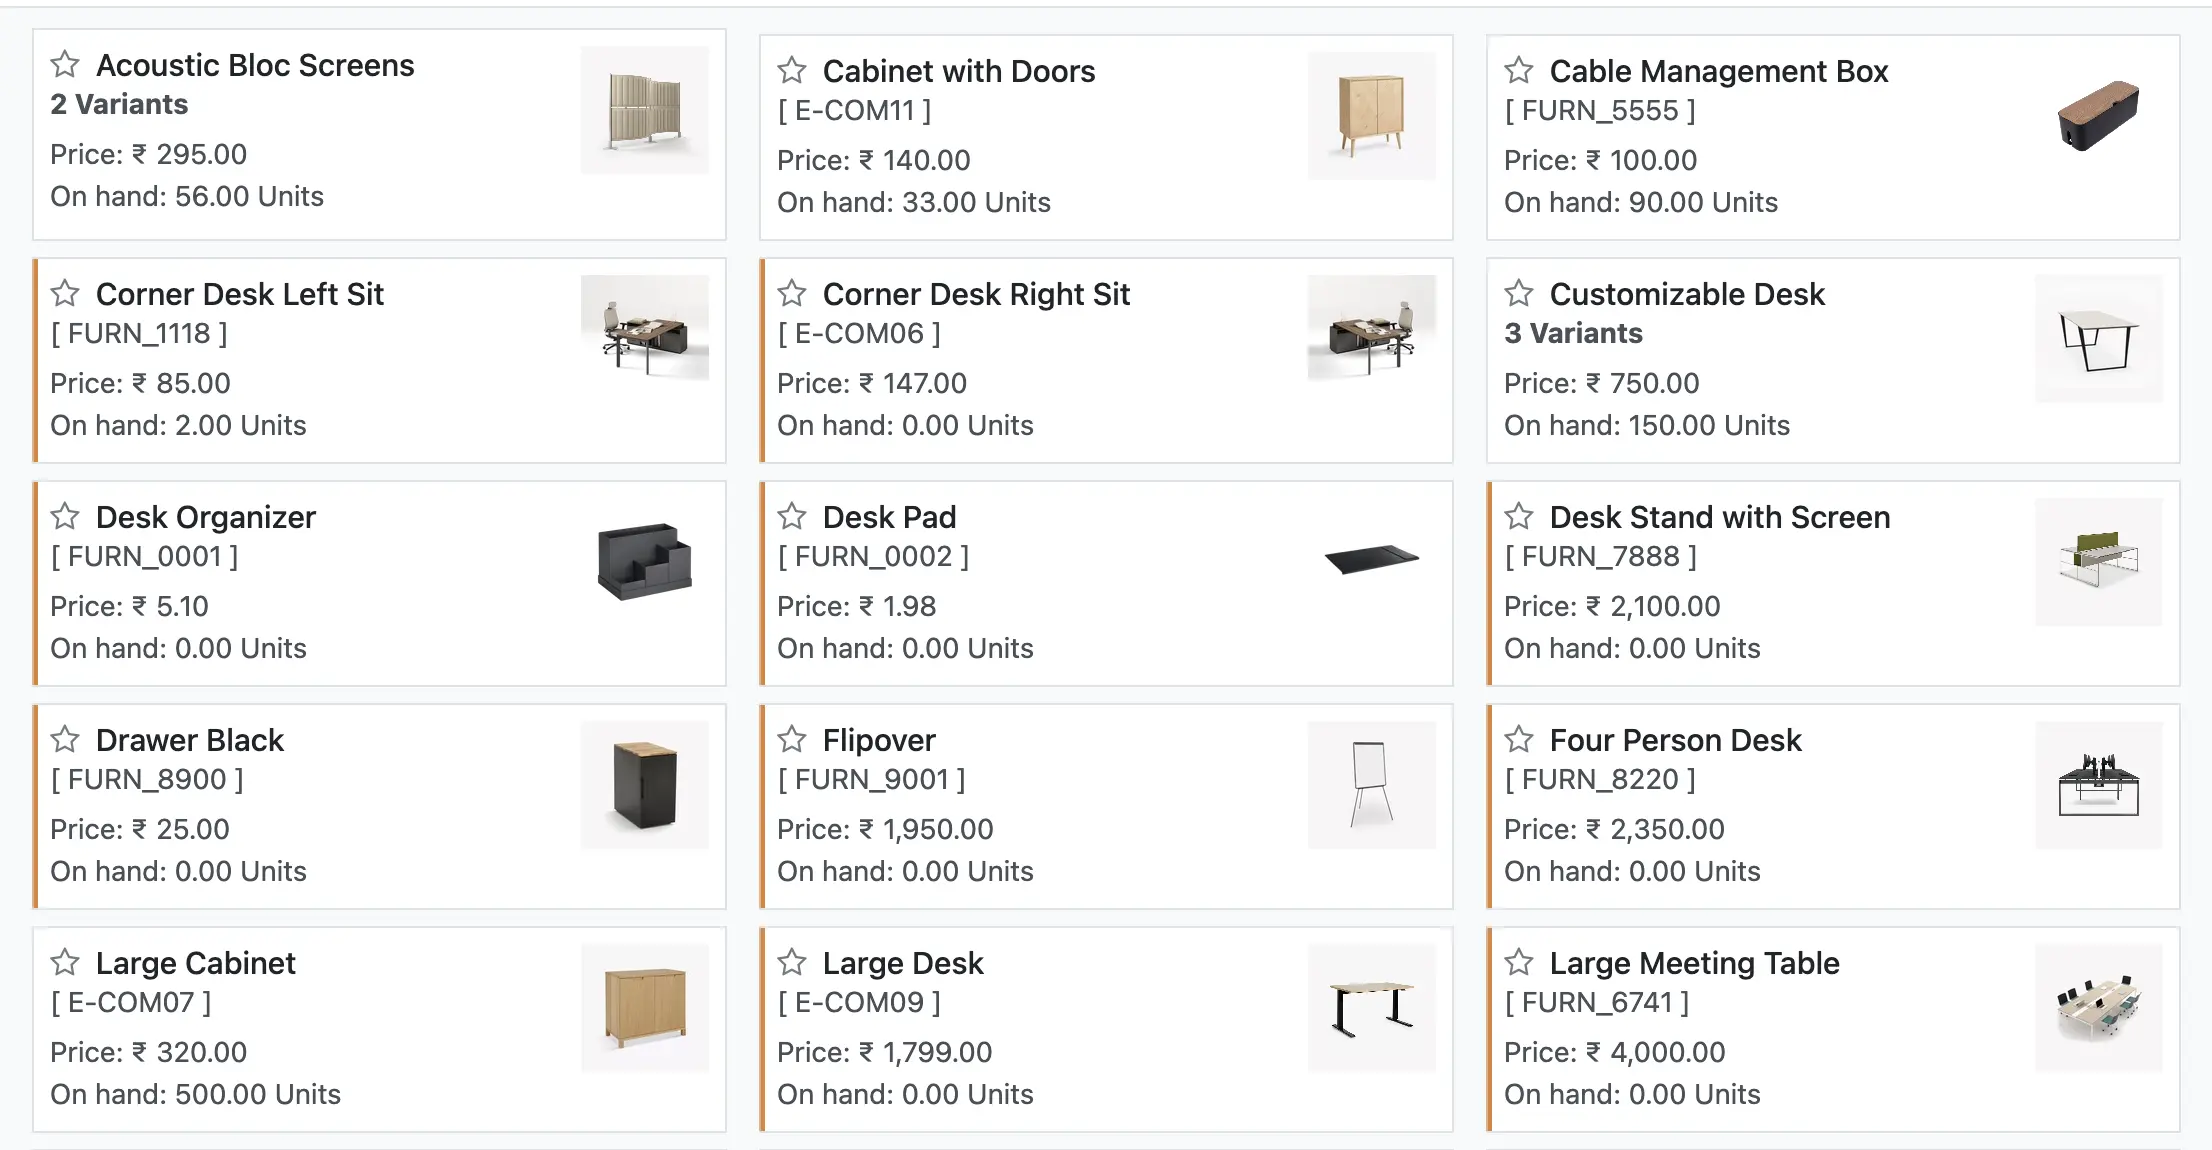 Acoustic Bloc Screens
2 Variants
Price: ₹ 295.00
On hand: 56.00 Units
Cabinet with Doors
[ E-COM11 ]
Price: ₹ 140.00
On hand: 33.00 Units
Cable Management Box
[ FURN_5555 ]
Price: ₹ 100.00
On hand: 90.00 Units
Corner Desk Left Sit
[ FURN_1118 ]
Price: ₹ 85.00
On hand: 2.00 Units
Corner Desk Right Sit
[ E-COM06 ]
Price: ₹ 147.00
On hand: 0.00 Units
Customizable Desk
3 Variants
Price: ₹ 750.00
On hand: 150.00 Units
Desk Organizer
[ FURN_0001 ]
Price: ₹ 5.10
On hand: 0.00 Units
Desk Pad
[ FURN_0002 ]
Price: ₹ 1.98
On hand: 0.00 Units
Desk Stand with Screen
[ FURN_7888 ]
Price: ₹ 2,100.00
On hand: 0.00 Units
Drawer Black
[ FURN_8900 ]
Price: ₹ 25.00
On hand: 0.00 Units
Flipover
[ FURN_9001 ]
Price: ₹ 1,950.00
On hand: 0.00 Units
Four Person Desk
[ FURN_8220 ]
Price: ₹ 2,350.00
On hand: 0.00 Units
Large Cabinet
[ E-COM07 ]
Price: ₹ 320.00
On hand: 500.00 Units
Large Desk
[ E-COM09 ]
Price: ₹ 1,799.00
On hand: 0.00 Units
Large Meeting Table
[ FURN_6741 ]
Price: ₹ 4,000.00
On hand: 0.00 Units